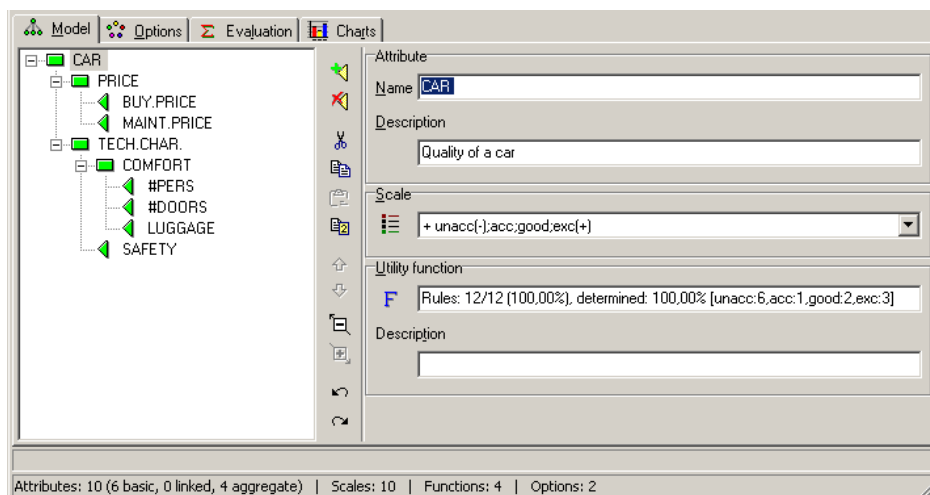 Model Options Evaluation Charts
CAR
PRICE
BUY.PRICE
MAINT.PRICE
TECH.CHAR.
COMFORT
#PERS
#DOORS
LUGGAGE
SAFETY
Attribute
Name CAR
Description
Quality of a car
Scale
+ unacc(-);acc;good;exc(+)
Utility function
F Rules: 12/12 (100,00%), determined: 100,00% [unacc:6,acc:1,good:2,exc:3]
Description
Attributes: 10 (6 basic, 0 linked, 4 aggregate) | Scales: 10 | Functions: 4 | Options: 2